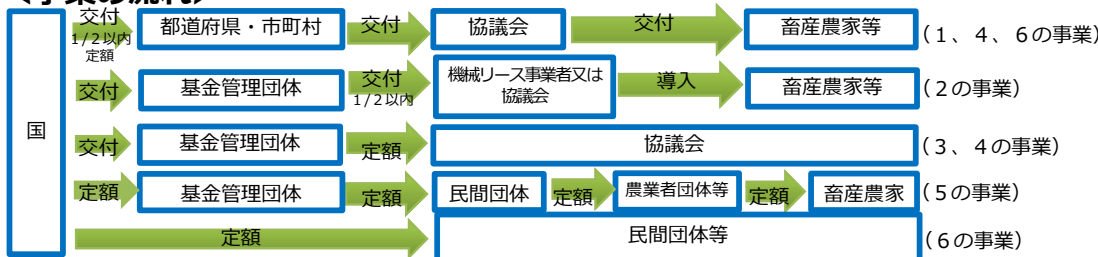 <事業の流れ>
交付 都道府県・市町村 交付 協議会 交付 畜産農家等 (1、4、6の事業)
1/2以内
定額
交付 基金管理団体 交付 機械リース事業者又は 導入 畜産農家等 (2の事業)
1/2以内 協議会
国
交付 基金管理団体 定額 協議会 (3、4の事業)
定額 基金管理団体 定額 民間団体 定額 農業者団体等 定額 畜産農家 (5の事業)
定額 民間団体等 (6の事業)